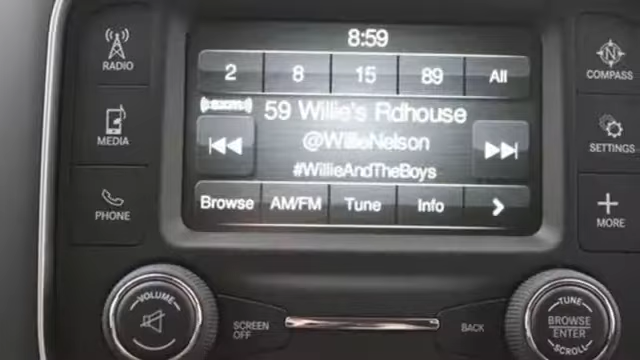 8:59
RADIO
2 8 15 89 All
COMPASS
((SiriusXM))
59 Willie's Rdhouse
@WillieNelson
#WillieAndTheBoys
MEDIA
SETTINGS
PHONE
Browse AM/FM Tune Info >
MORE
VOLUME
SCREEN OFF
BACK
TUNE
BROWSE
ENTER
SCROLL